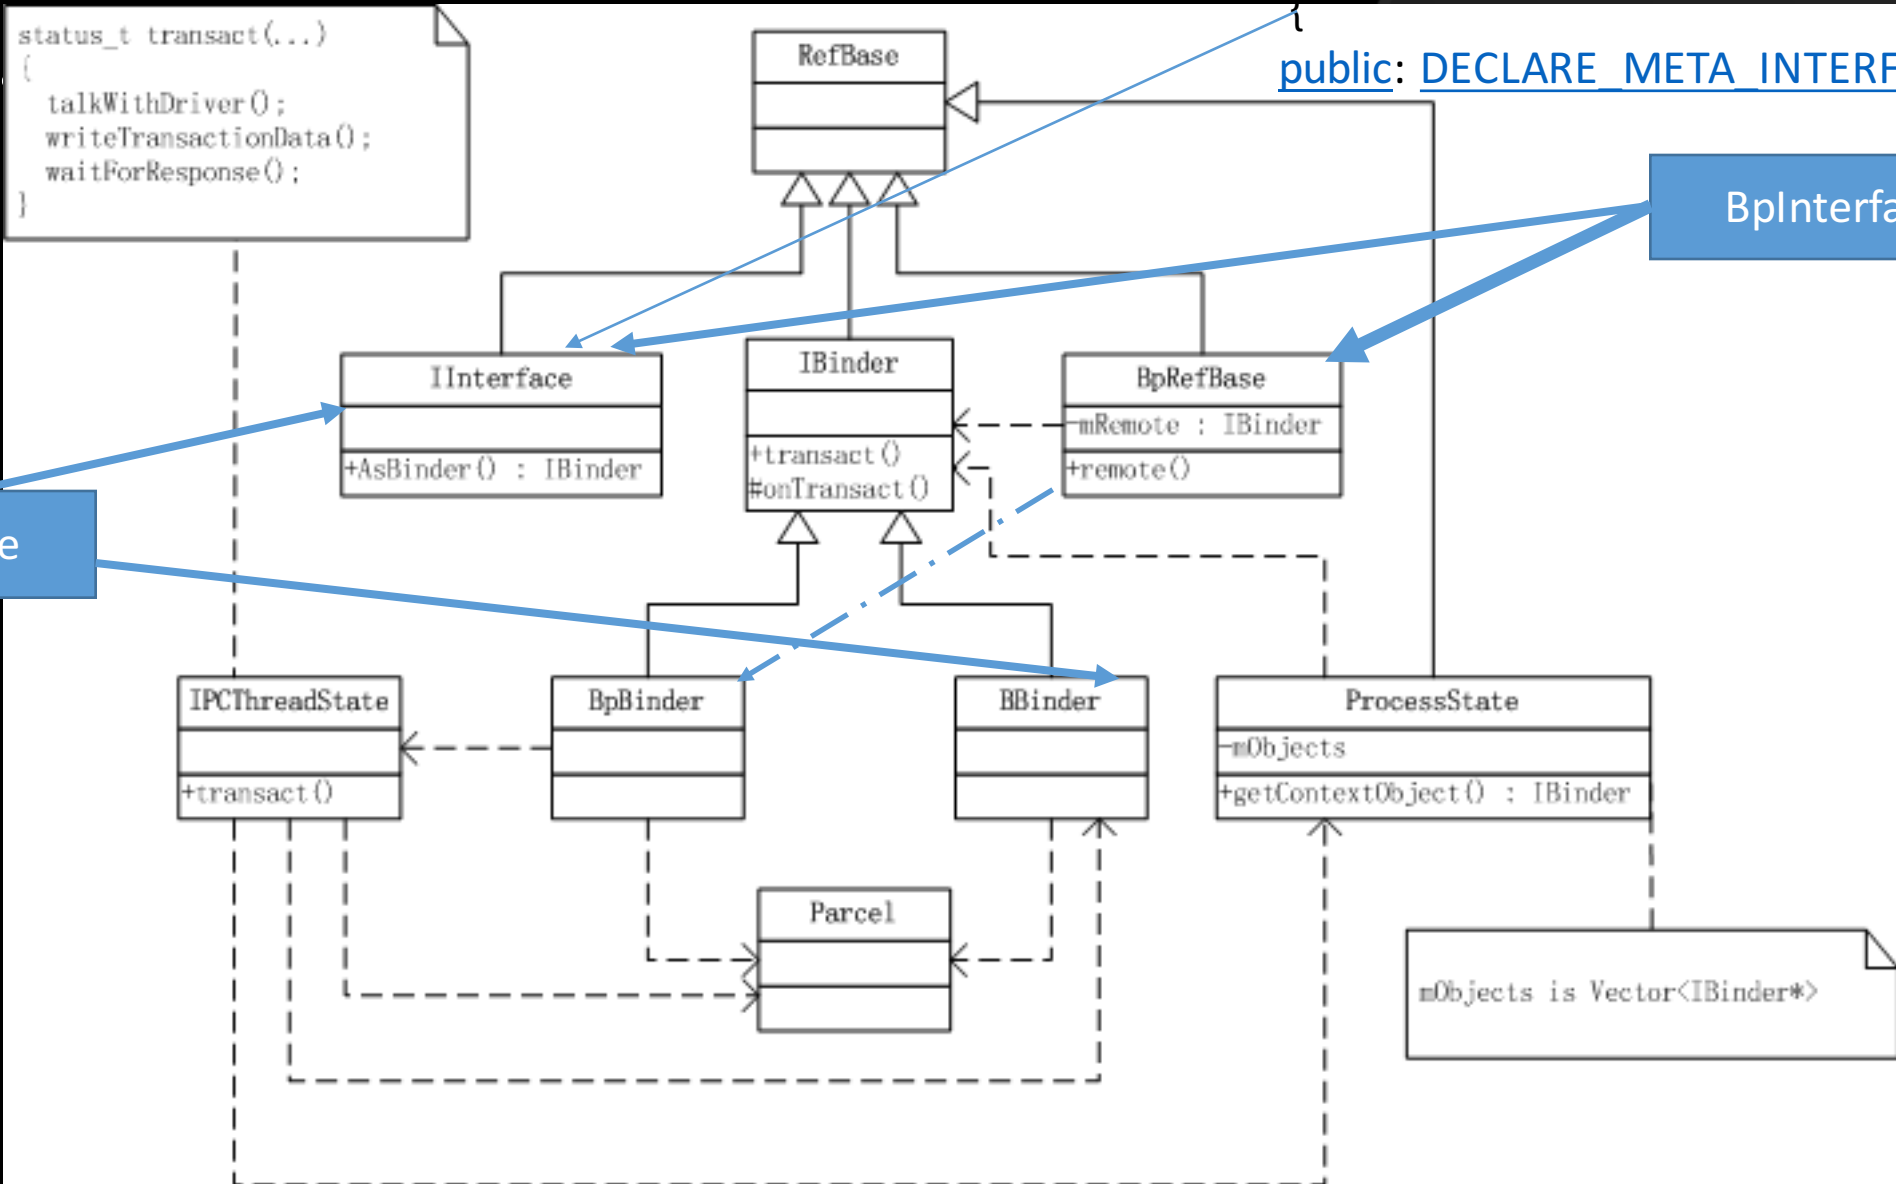 status_t transact(...)
{
talkWithDriver();
writeTransactionData();
waitForResponse();
}
RefBase
{
public: DECLARE_META_INTERF
BpInterfa
IInterface
+AsBinder() : IBinder
IBinder
+transact()
#onTransact()
BpRefBase
-mRemote : IBinder
+remote()
e
IPCThreadState
+transact()
BpBinder
BBinder
ProcessState
-mObjects
+getContextObject() : IBinder
Parcel
mObjects is Vector<IBinder*>